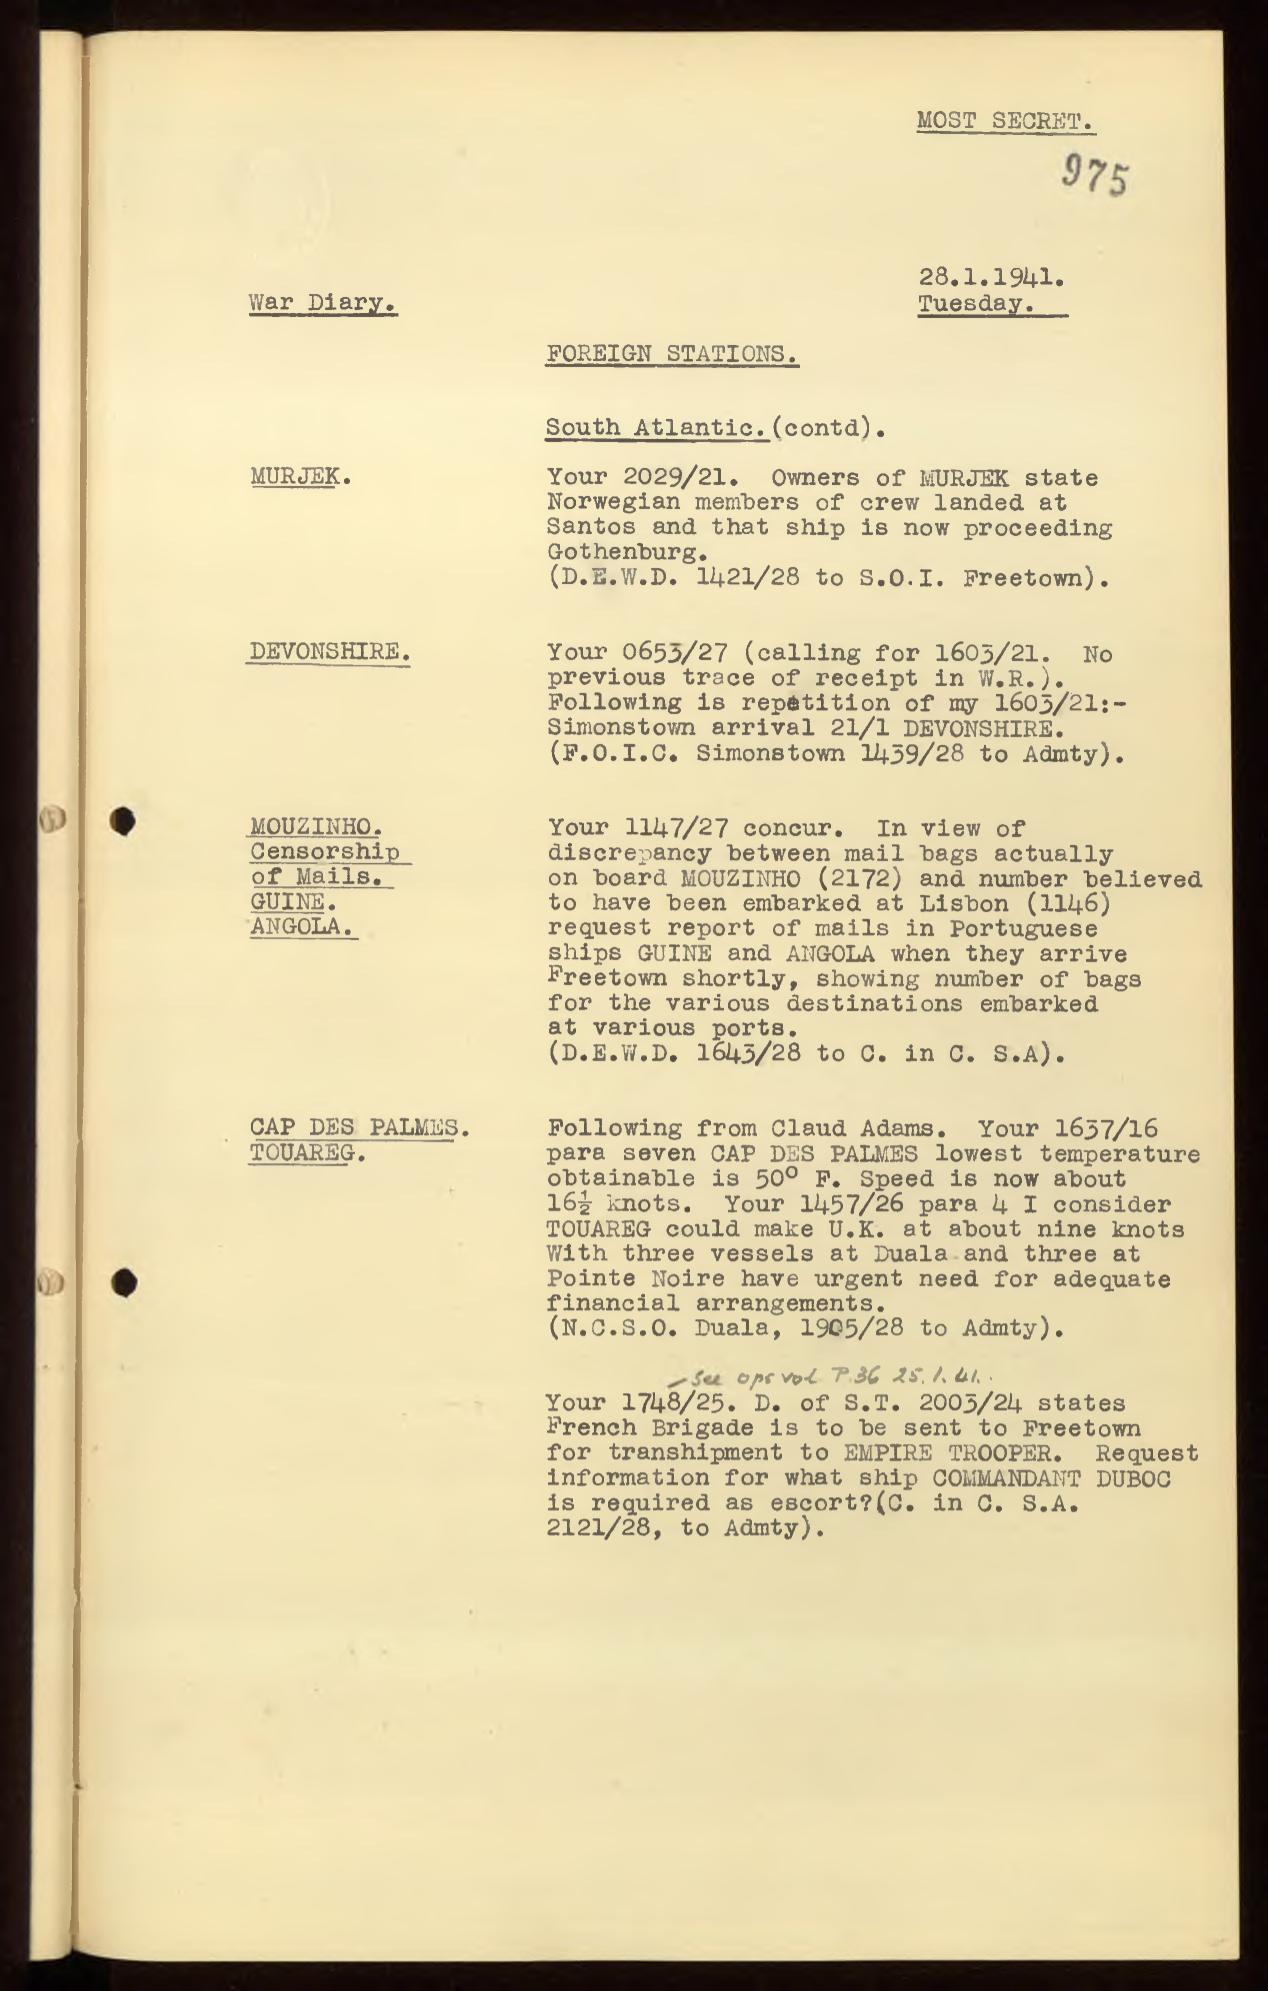 MOST SECRET.
975
28.1.1941.
War Diary.
Tuesday.
FOREIGN STATIONS.
South Atlantic.(contd).
MURJEK.
Your 2029/21. Owners of MURJEK state
Norwegian members of crew landed at
Santos and that ship is now proceeding
Gothenburg.
(D.E.W.D. 1421/28 to S.O.I. Freetown).
DEVONSHIRE.
Your 0653/27 (calling for 1603/21. No
previous trace of receipt in W.R.).
Following is repetition of my 1603/21:-
Simonstown arrival 21/1 DEVONSHIRE.
(F.O.I.C. Simonstown 1439/28 to Admty).
MOUZINHO.
Censorship
of Mails.
GUINE.
ANGOLA.
Your 1147/27 concur. In view of
discrepancy between mail bags actually
on board MOUZINHO (2172) and number believed
to have been embarked at Lisbon (1146)
request report of mails in Portuguese
ships GUINE and ANGOLA when they arrive
Freetown shortly, showing number of bags
for the various destinations embarked
at various ports.
(D.E.W.D. 1643/28 to C. in C. S.A).
CAP DES PALMES.
TOUAREG.
Following from Claud Adams. Your 1637/16
para seven CAP DES PALMES lowest temperature
obtainable is 50° F. Speed is now about
16½ knots. Your 1457/26 para 4 I consider
TOUAREG could make U.K. at about nine knots
With three vessels at Duala and three at
Pointe Noire have urgent need for adequate
financial arrangements.
(N.C.S.O. Duala, 1905/28 to Admty).
See ops vol P.36 25.1.41.
Your 1748/25. D. of S.T. 2003/24 states
French Brigade is to be sent to Freetown
for transhipment to EMPIRE TROOPER. Request
information for what ship COMMANDANT DUBOC
is required as escort?(C. in C. S.A.
2121/28, to Admty).